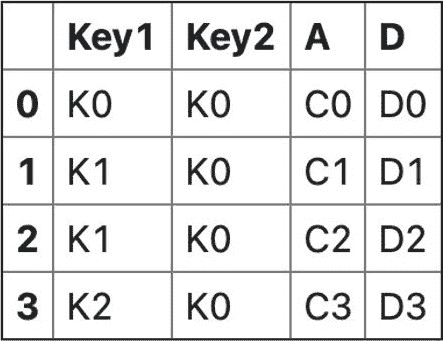 Key1 Key2 A D
0 K0 K0 C0 D0
1 K1 K0 C1 D1
2 K1 K0 C2 D2
3 K2 K0 C3 D3